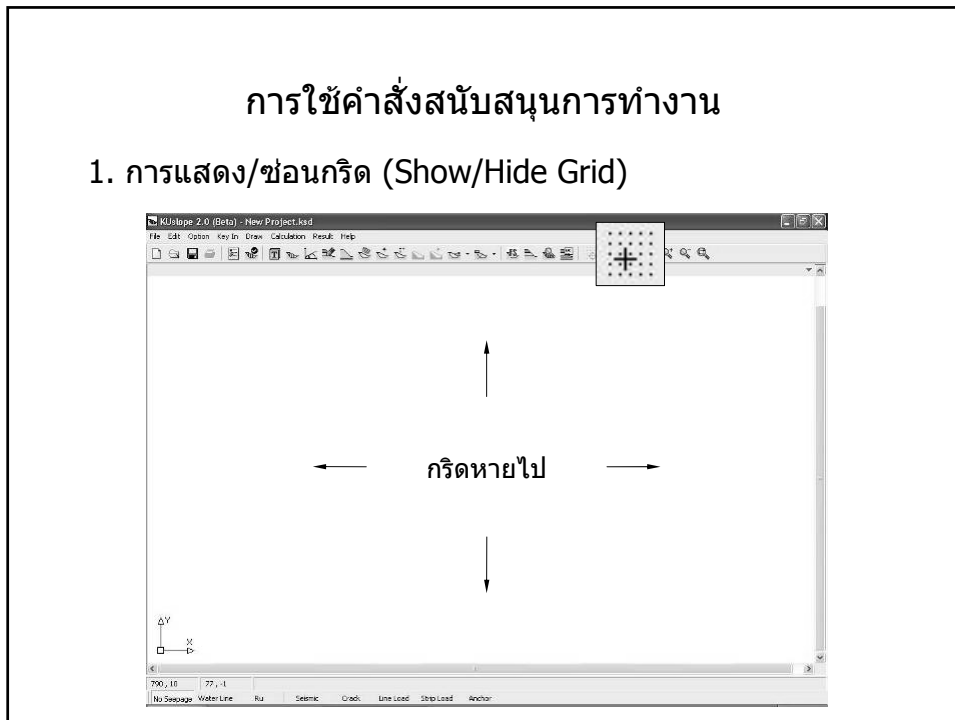 การใช้คำสั่งสนับสนุนการทำงาน
1. การแสดง/ซ่อนกริด (Show/Hide Grid)
KUslope 2.0 (Beta) - New Project.ksd
File Edit Option Key In Draw Calculation Result Help
กริดหายไป
Y
X
790, 10 77, -1
No Seepage Water Line Ru Seismic Crack Line Load Strip Load Anchor